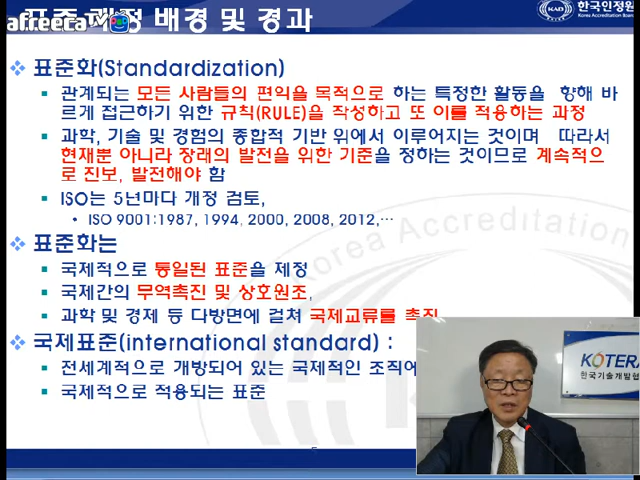 afreeca TV
표준 제정 배경 및 경과
KAB 한국인정원
Korea Accreditation Board
표준화(Standardization)
관계되는 모든 사람들의 편익을 목적으로 하는 특정한 활동을 향해 바
르게 접근하기 위한 규칙(RULE)을 작성하고 또 이를 적용하는 과정
과학, 기술 및 경험의 종합적 기반 위에서 이루어지는 것이며 따라서
현재뿐 아니라 장래의 발전을 위한 기준을 정하는 것이므로 계속적으
로 진보, 발전해야 함
ISO는 5년마다 개정 검토,
• ISO 9001:1987, 1994, 2000, 2008, 2012,…
표준화는
국제적으로 통일된 표준을 제정
국제간의 무역촉진 및 상호원조,
과학 및 경제 등 다방면에 걸쳐 국제교류를 촉진
국제표준(international standard) :
전세계적으로 개방되어 있는 국제적인 조직에
국제적으로 적용되는 표준
Korea Accreditation
KOTERA
한국기술개발협